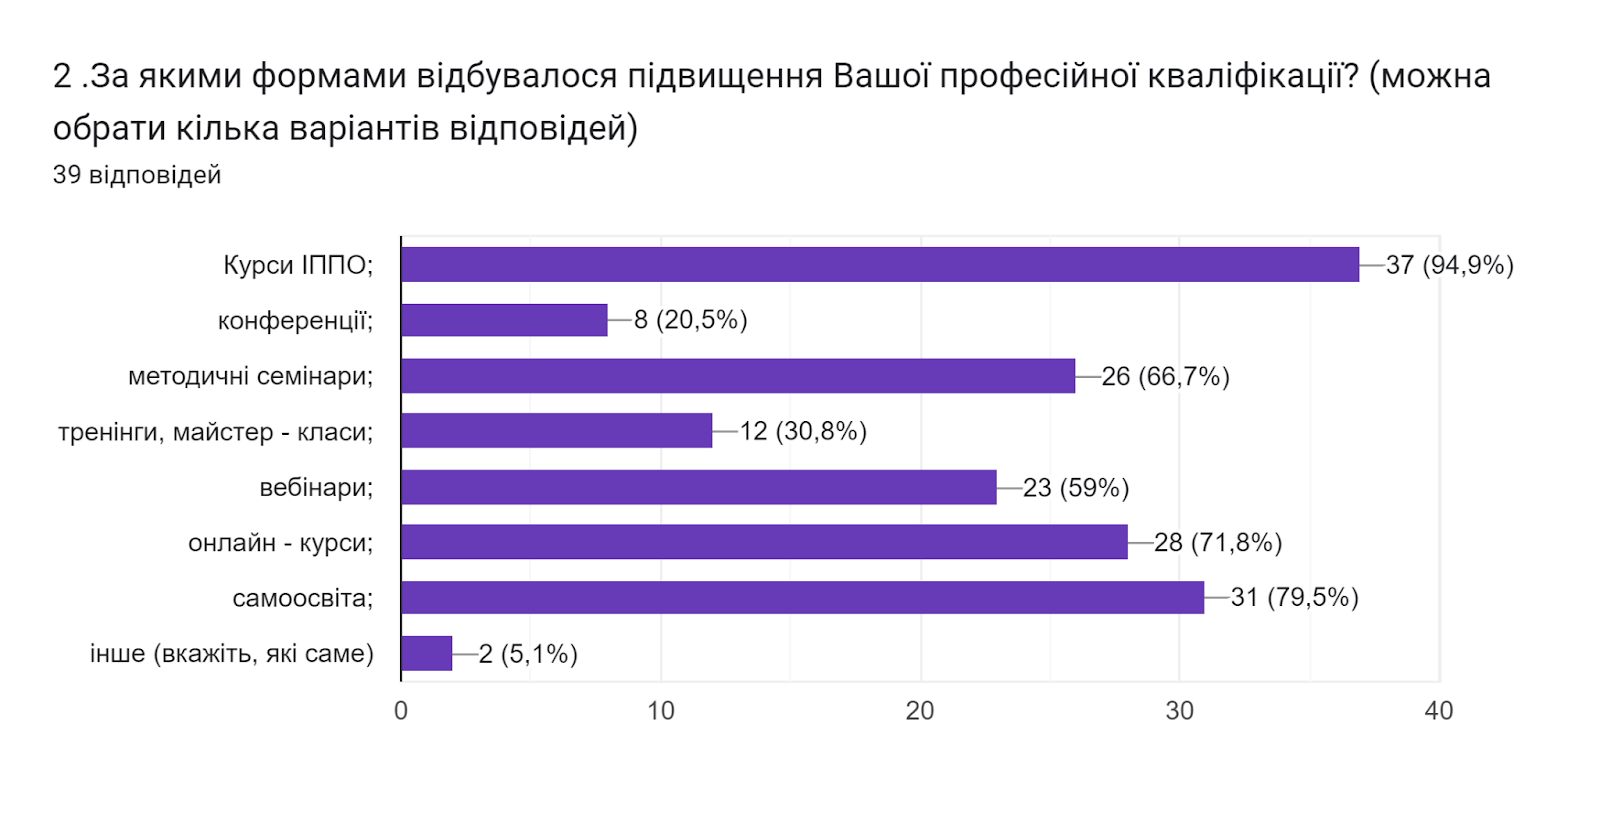 2 .За якими формами відбувалося підвищення Вашої професійної кваліфікації? (можна
обрати кілька варіантів відповідей)
39 відповідей
Курси ІППО;
37 (94,9%)
конференції;
8 (20,5%)
методичні семінари;
26 (66,7%)
тренінги, майстер - класи;
12 (30,8%)
вебінари;
23 (59%)
онлайн - курси;
28 (71,8%)
самоосвіта;
31 (79,5%)
інше (вкажіть, які саме)
2 (5,1%)
0 10 20 30 40